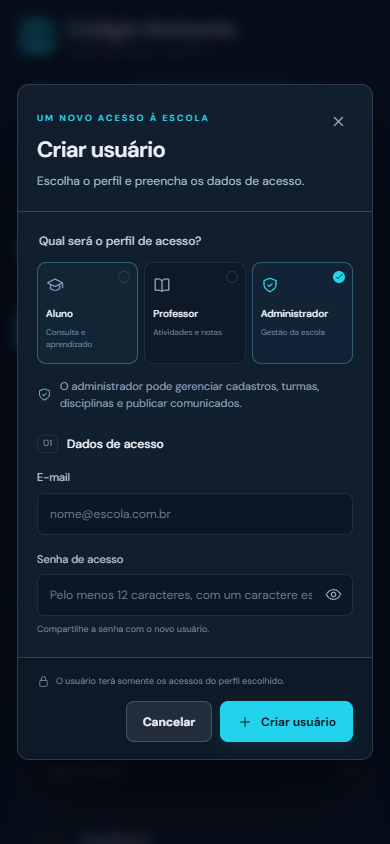 UM NOVO ACESSO À ESCOLA
Criar usuário
Escolha o perfil e preencha os dados de acesso.
Qual será o perfil de acesso?
Aluno
Consulta e
aprendizado
Professor
Atividades e notas
Administrador
Gestão da escola
O administrador pode gerenciar cadastros, turmas,
disciplinas e publicar comunicados.
01 Dados de acesso
E-mail
nome@escola.com.br
Senha de acesso
Pelo menos 12 caracteres, com um caractere es
Compartilhe a senha com o novo usuário.
O usuário terá somente os acessos do perfil escolhido.
Cancelar
Criar usuário